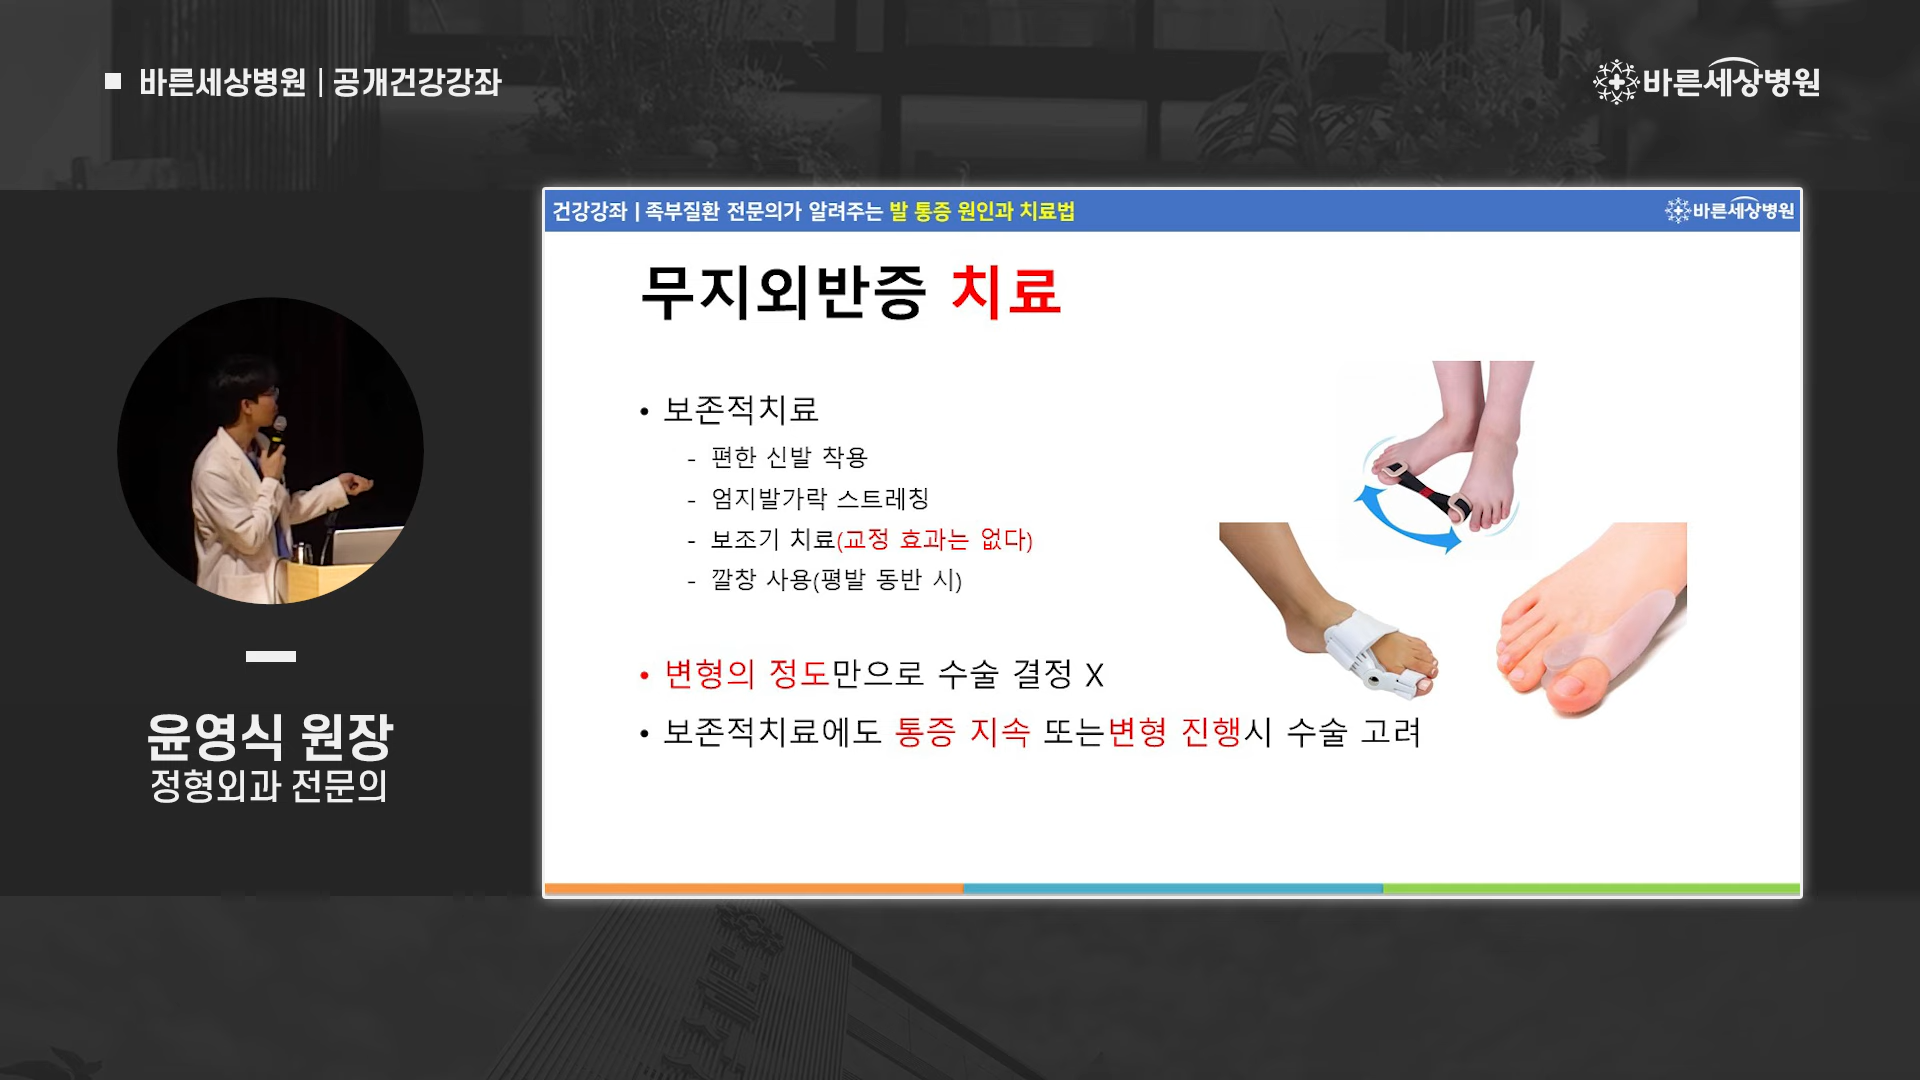 바른세상병원 | 공개건강강좌
바른세상병원
건강강좌 | 족부질환 전문의가 알려주는 발 통증 원인과 치료법
바른세상병원
무지외반증 치료
• 보존적치료
- 편한 신발 착용
- 엄지발가락 스트레칭
- 보조기 치료(교정 효과는 없다)
- 깔창 사용(평발 동반 시)
• 변형의 정도만으로 수술 결정 X
• 보존적치료에도 통증 지속 또는변형 진행시 수술 고려
윤영식 원장
정형외과 전문의